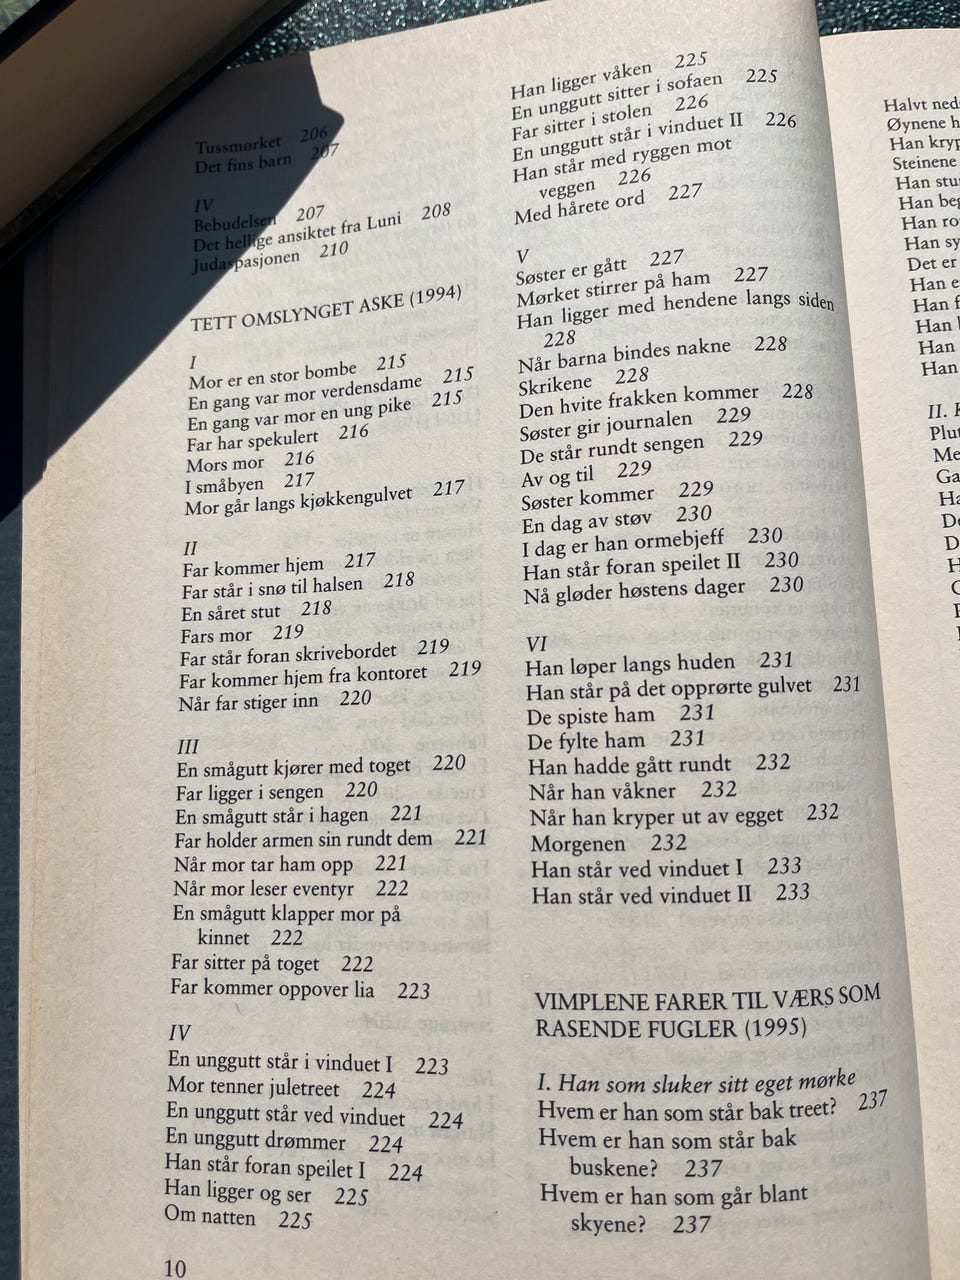 Tussmørket 206
Det fins barn 207
IV
Bebudelsen 207
Det hellige ansiktet fra Luni 208
Judaspasjonen 210
TETT OMSLYNGET ASKE (1994)
I
Mor er en stor bombe 215
En gang var mor verdensdame 215
En gang var mor en ung pike 215
Far har spekulert 216
Mors mor 216
I småbyen 217
Mor går langs kjøkkengulvet 217
II
Far kommer hjem 217
Far står i snø til halsen 218
En såret stut 218
Fars mor 219
Far står foran skrivebordet 219
Far kommer hjem fra kontoret 219
Når far stiger inn 220
III
En smågutt kjører med toget 220
Far ligger i sengen 220
En smågutt står i hagen 221
Far holder armen sin rundt dem 221
Når mor tar ham opp 221
Når mor leser eventyr 222
En smågutt klapper mor på
kinnet 222
Far sitter på toget 222
Far kommer oppover lia 223
IV
En unggutt står i vinduet I 223
Mor tenner juletreet 224
En unggutt står ved vinduet 224
En unggutt drømmer 224
Han står foran speilet I 224
Han ligger og ser 225
Om natten 225
10
Han ligger våken 225
En unggutt sitter i sofaen 225
Far sitter i stolen 226
En unggutt står i vinduet II 226
Han står med ryggen mot
veggen 226
Med hårete ord 227
V
Søster er gått 227
Mørket stirrer på ham 227
Han ligger med hendene langs siden
228
Når barna bindes nakne 228
Skrikene 228
Den hvite frakken kommer 228
Søster gir journalen 229
De står rundt sengen 229
Av og til 229
Søster kommer 229
En dag av støv 230
I dag er han ormebjeff 230
Han står foran speilet II 230
Nå gløder høstens dager 230
VI
Han løper langs huden 231
Han står på det opprørte gulvet 231
De spiste ham 231
De fylte ham 231
Han hadde gått rundt 232
Når han våkner 232
Når han kryper ut av egget 232
Morgenen 232
Han står ved vinduet I 233
Han står ved vinduet II 233
VIMPLENE FARER TIL VÆRS SOM
RASENDE FUGLER (1995)
I. Han som sluker sitt eget mørke
Hvem er han som står bak treet? 237
Hvem er han som står bak
buskene? 237
Hvem er han som går blant
skyene? 237
Halvt
Øynene
Han
Steinene
Han
Han
Han
Han
Det er
Han
Han
Han
Han
Han
II.